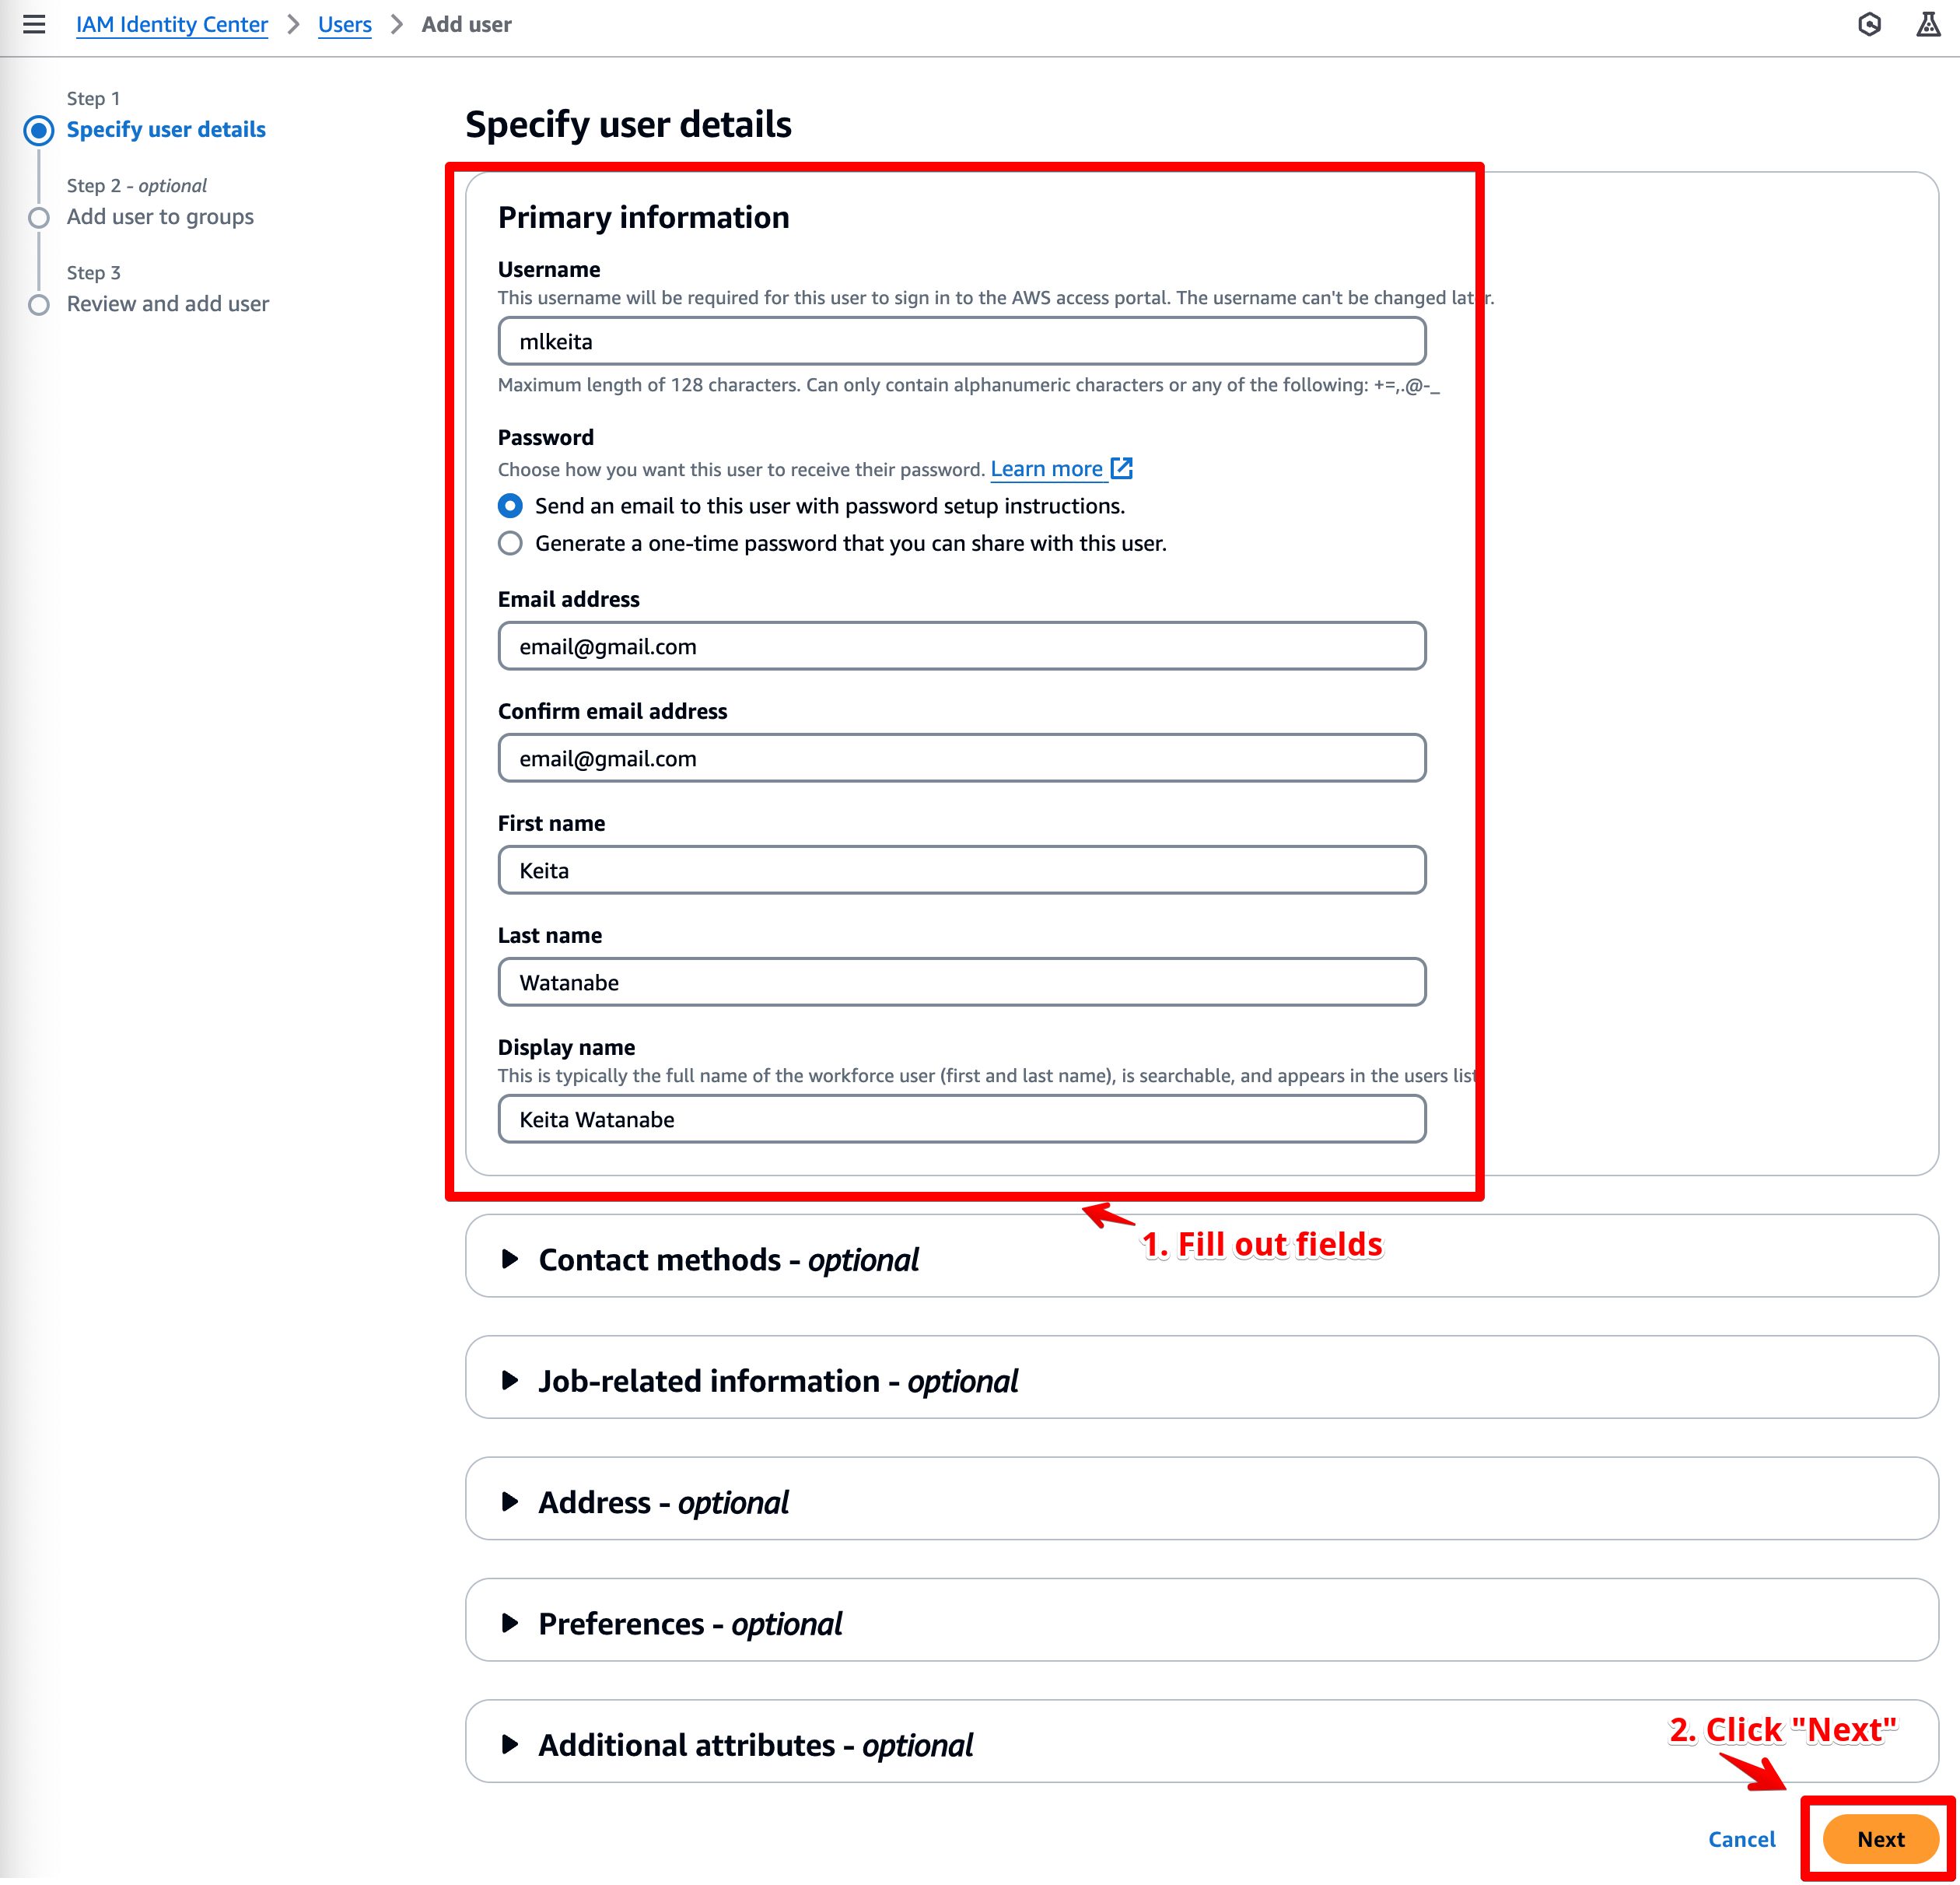 IAM Identity Center > Users > Add user
Step 1
Specify user details
Step 2 - optional
Add user to groups
Step 3
Review and add user
Specify user details
Primary information
Username
This username will be required for this user to sign in to the AWS access portal. The username can't be changed later.
mlkeita
Maximum length of 128 characters. Can only contain alphanumeric characters or any of the following: +=,.@-_
Password
Choose how you want this user to receive their password. Learn more
Send an email to this user with password setup instructions.
Generate a one-time password that you can share with this user.
Email address
email@gmail.com
Confirm email address
email@gmail.com
First name
Keita
Last name
Watanabe
Display name
This is typically the full name of the workforce user (first and last name), is searchable, and appears in the users list
Keita Watanabe
1. Fill out fields
Contact methods - optional
Job-related information - optional
Address - optional
Preferences - optional
Additional attributes - optional
2. Click "Next"
Cancel
Next